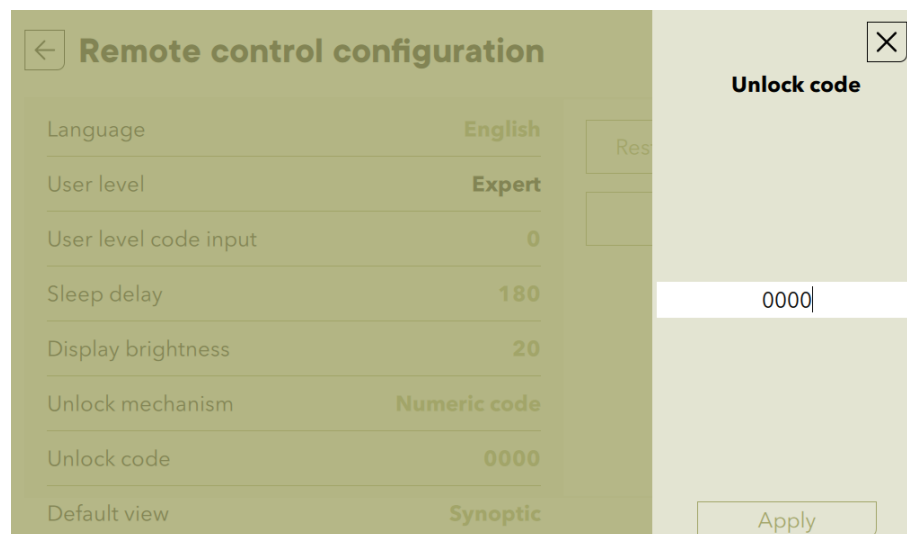 Remote control configuration
Language English
User level Expert
User level code input 0
Sleep delay 180
Display brightness 20
Unlock mechanism Numeric code
Unlock code 0000
Default view Synoptic
Res
Unlock code
0000
Apply